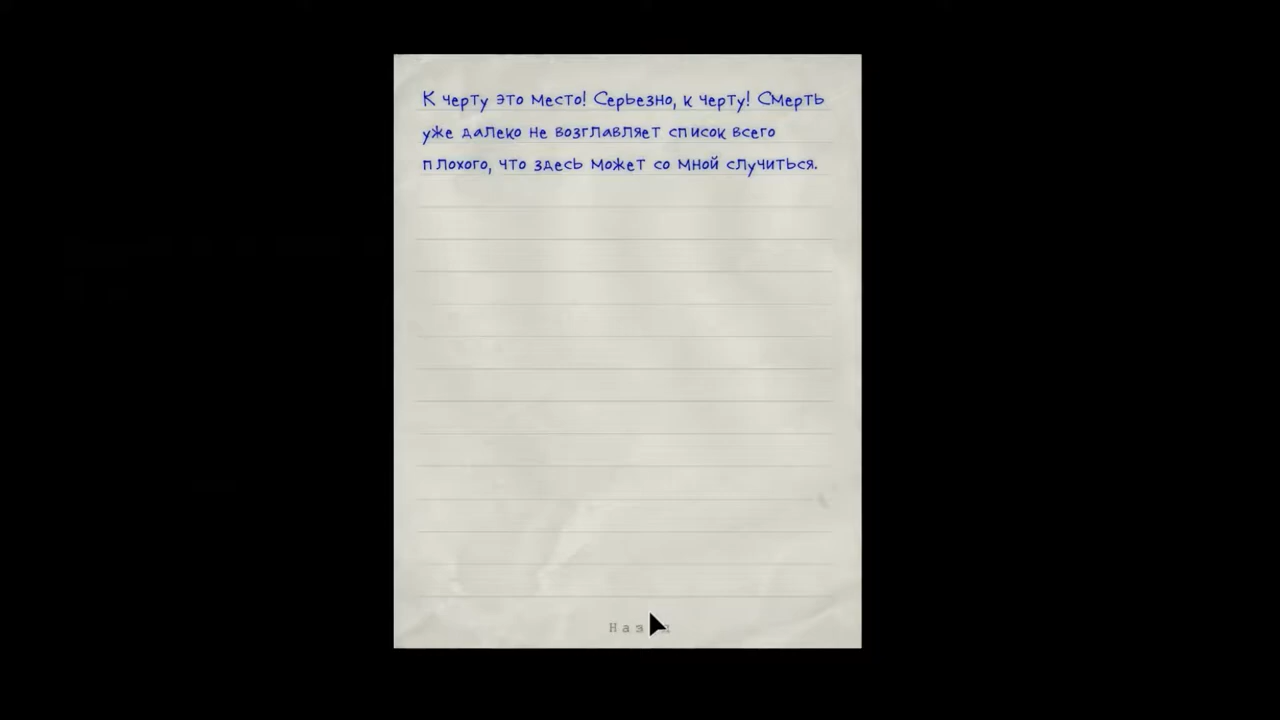 К черту это место! Серьезно, к черту! Смерть
уже далеко не возглавляет список всего
плохого, что здесь может со мной случиться.